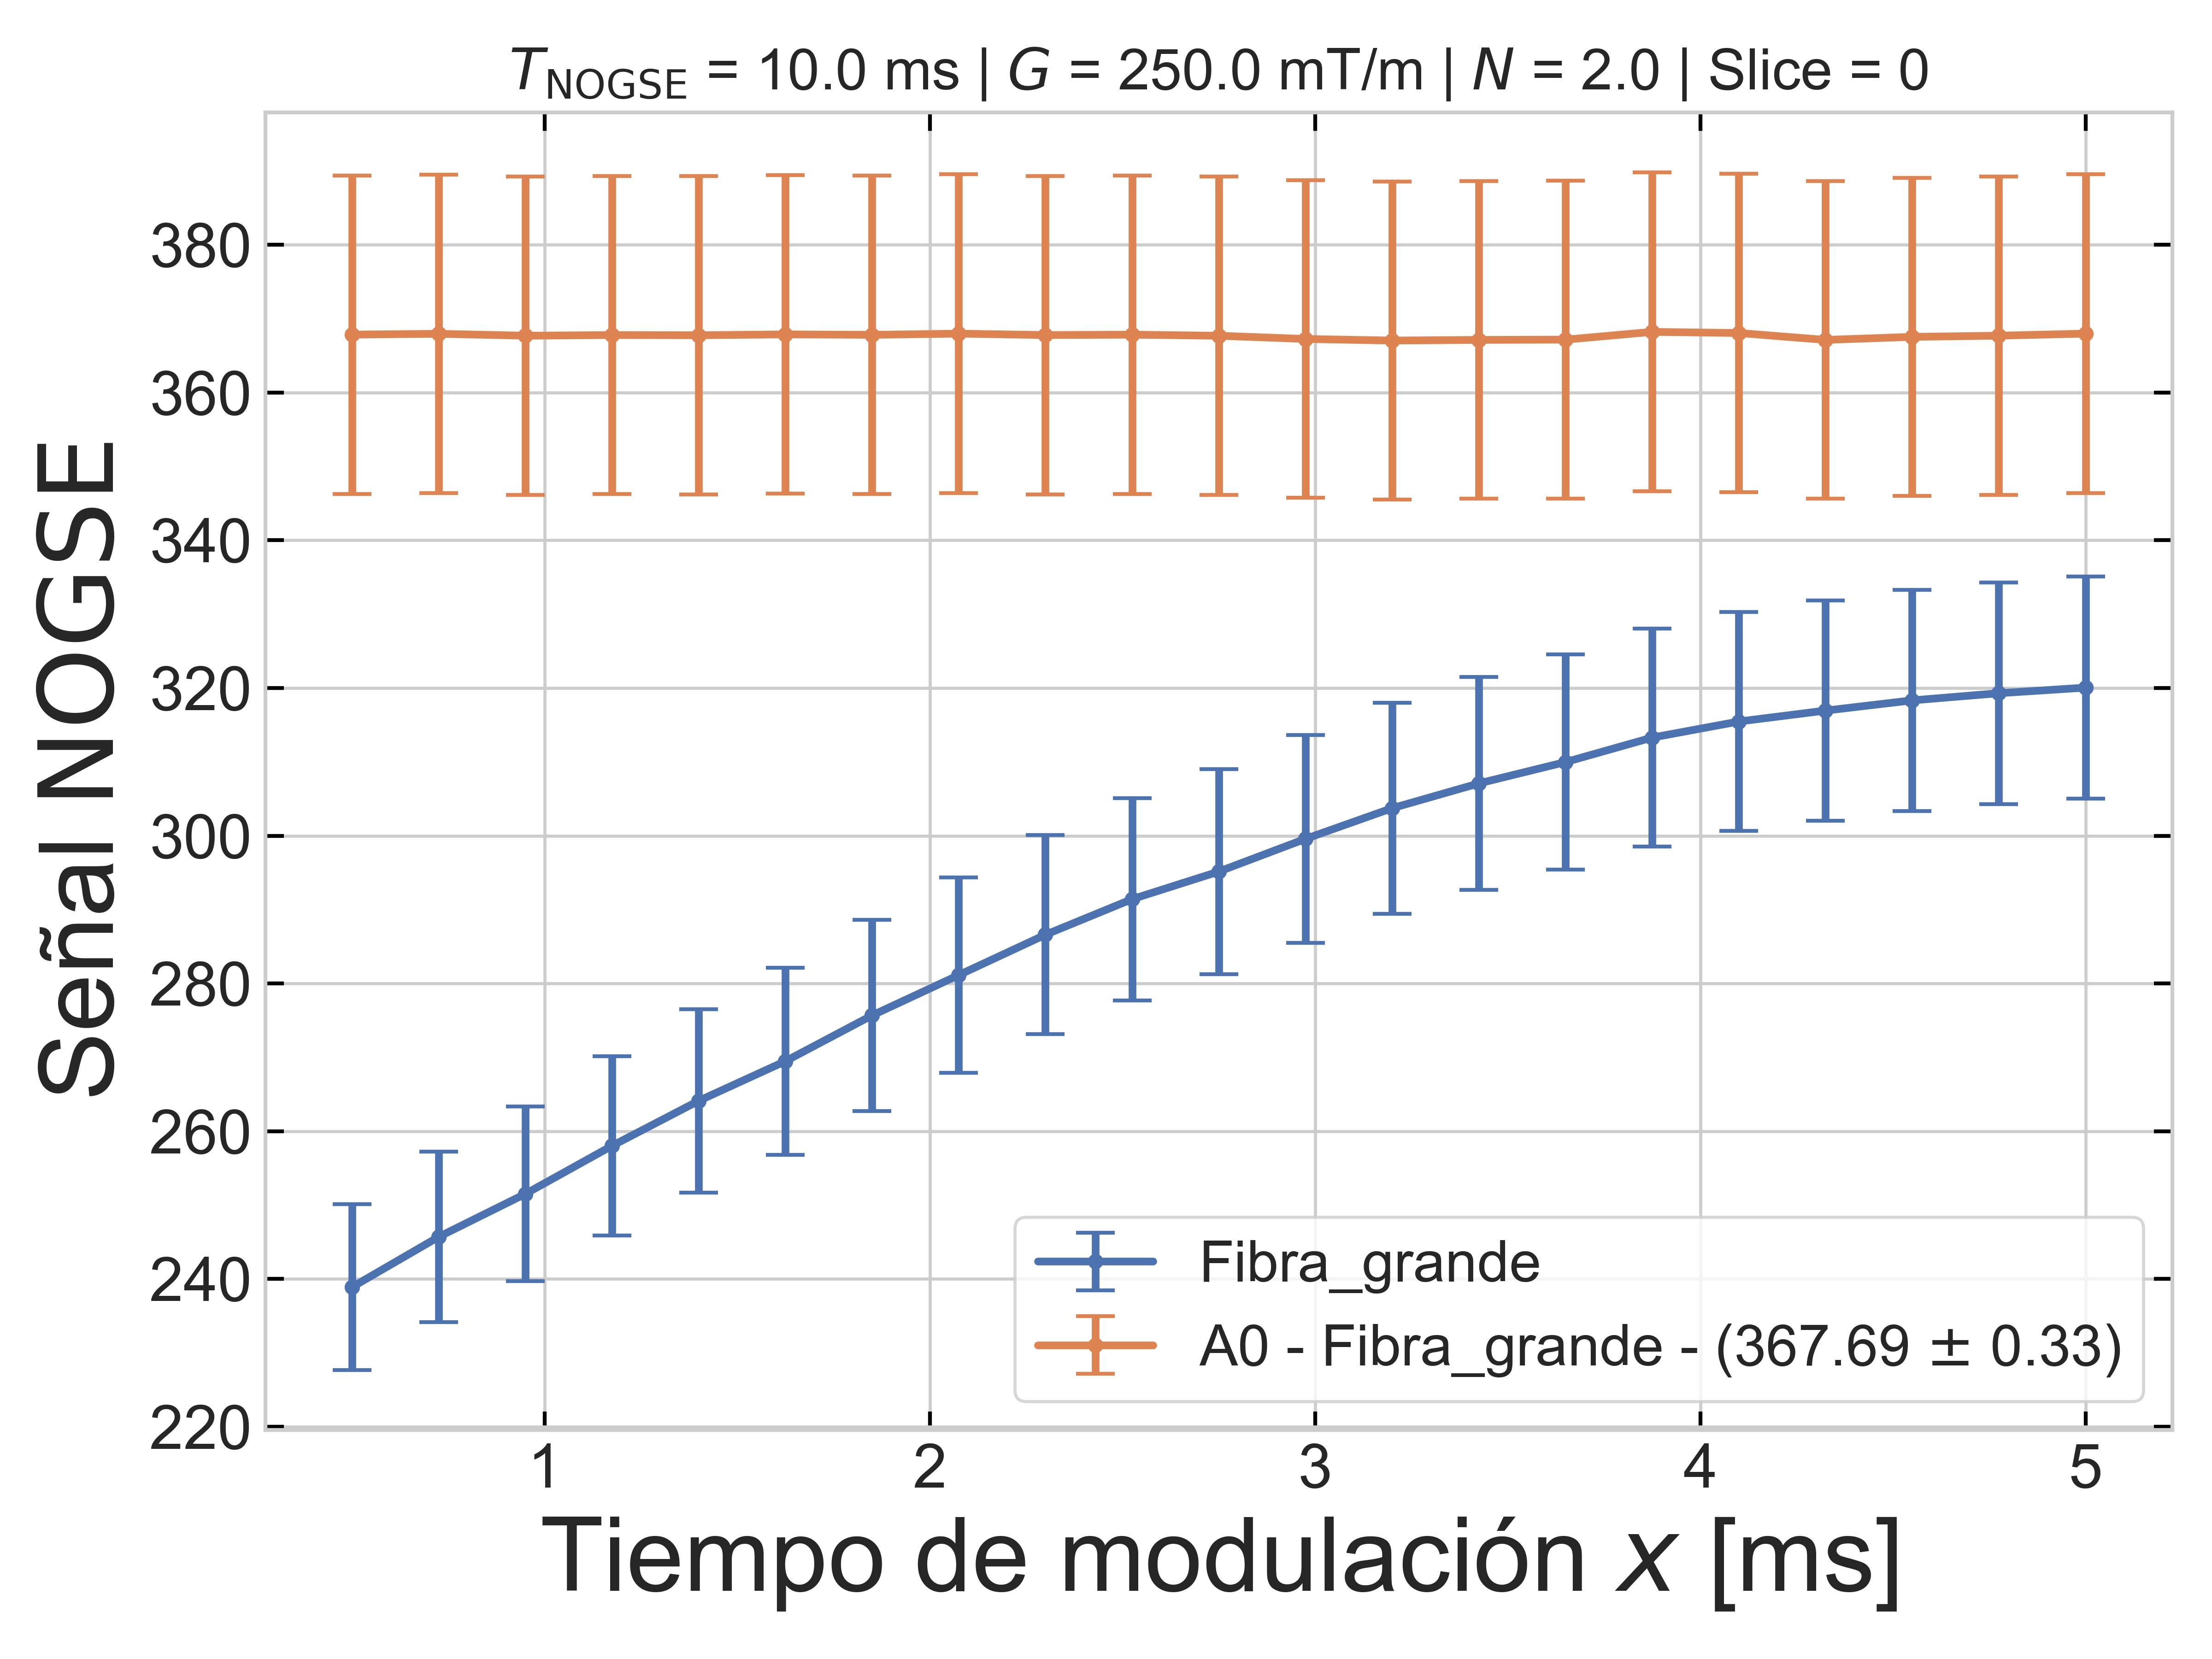 T_NOGSE = 10.0 ms | G = 250.0 mT/m | N = 2.0 | Slice = 0
Señal NOGSE
380
360
340
320
300
280
260
240
220
Fibra_grande
A0 - Fibra_grande - (367.69 ± 0.33)
1 2 3 4 5
Tiempo de modulación x [ms]